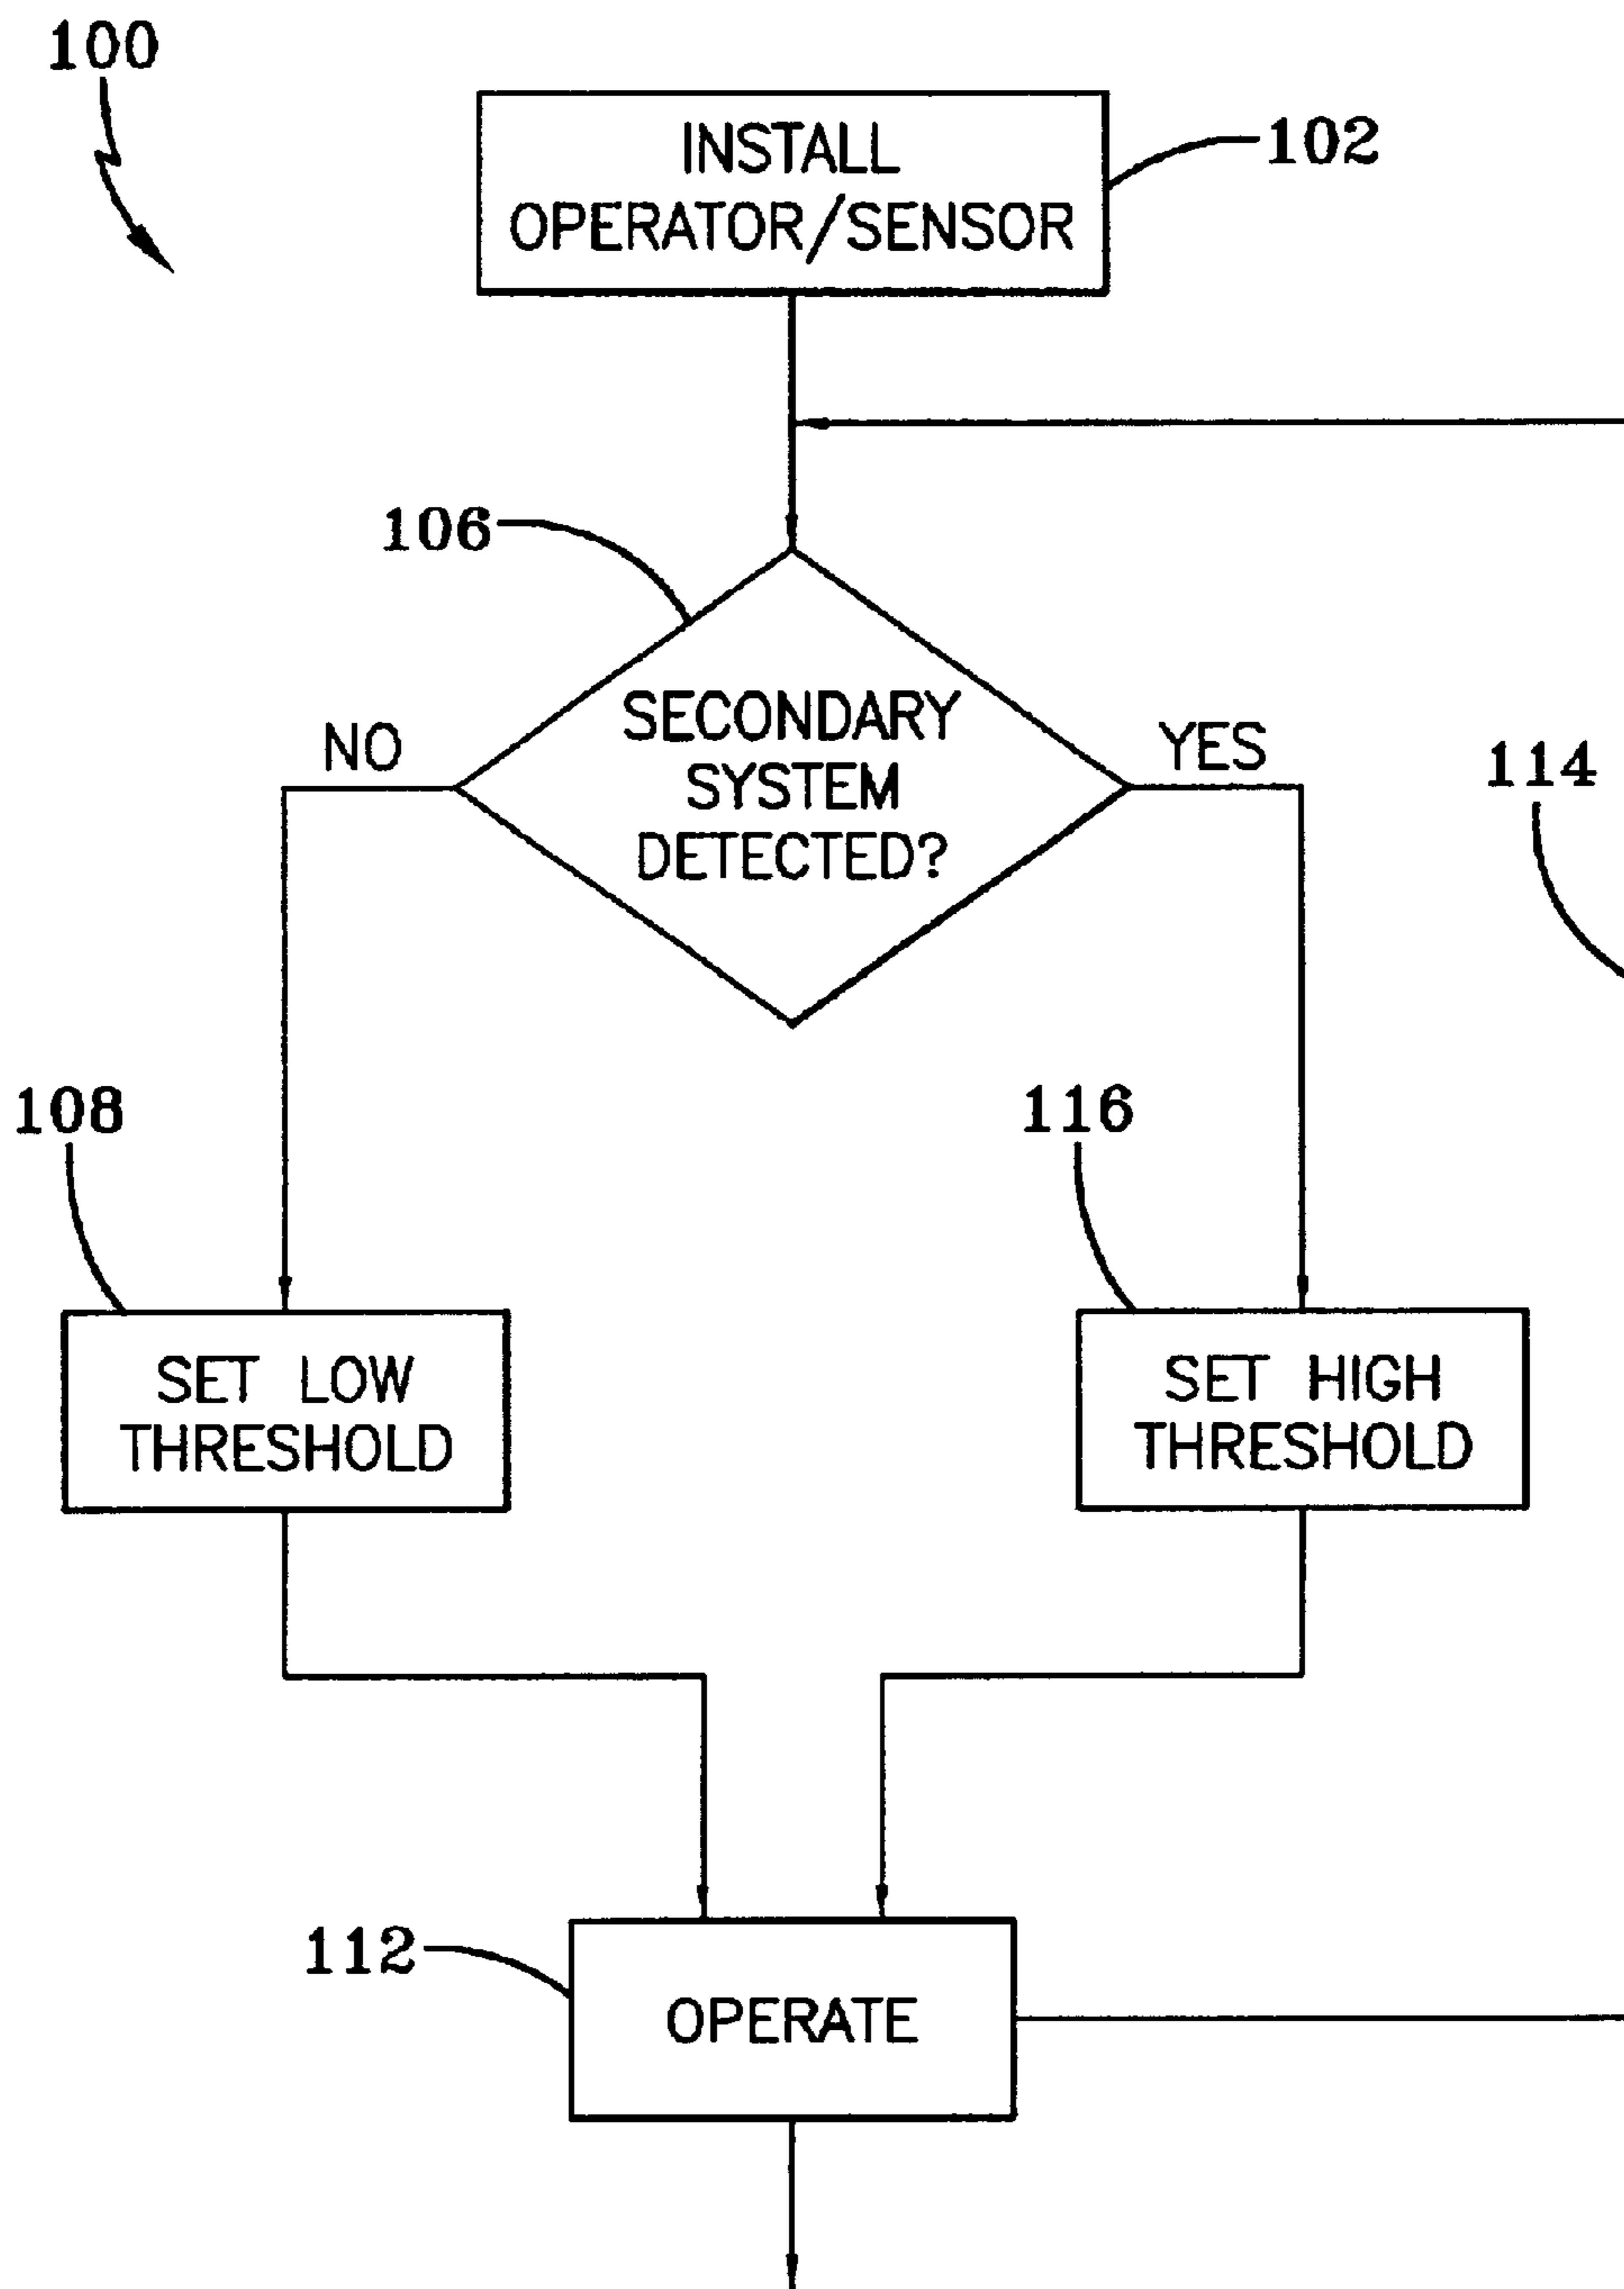 100
INSTALL
OPERATOR/SENSOR
102
106
SECONDARY
SYSTEM
DETECTED?
NO
YES
114
108
116
SET LOW
THRESHOLD
SET HIGH
THRESHOLD
112
OPERATE